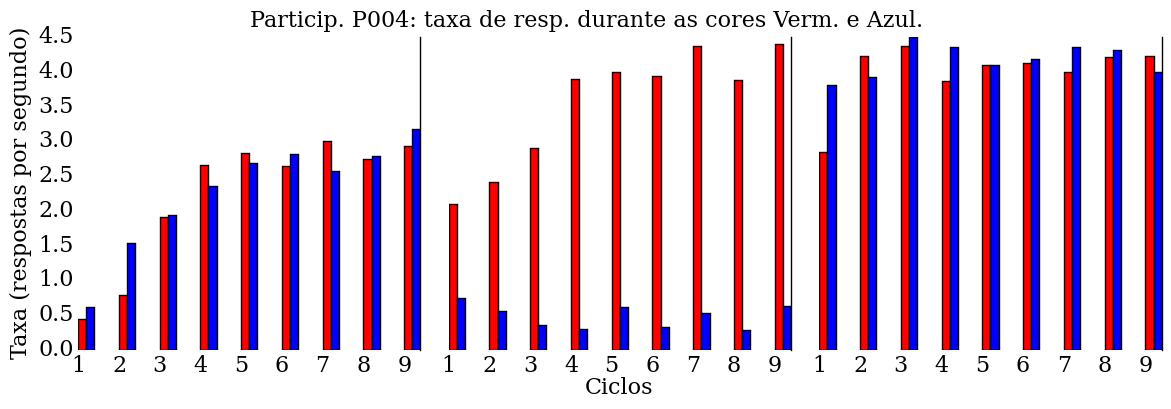 Particip. P004: taxa de resp. durante as cores Verm. e Azul.
Taxa (respostas por segundo)
4.5
4.0
3.5
3.0
2.5
2.0
1.5
1.0
0.5
0.0
1 2 3 4 5 6 7 8 9 1 2 3 4 5 6 7 8 9 1 2 3 4 5 6 7 8 9
Ciclos